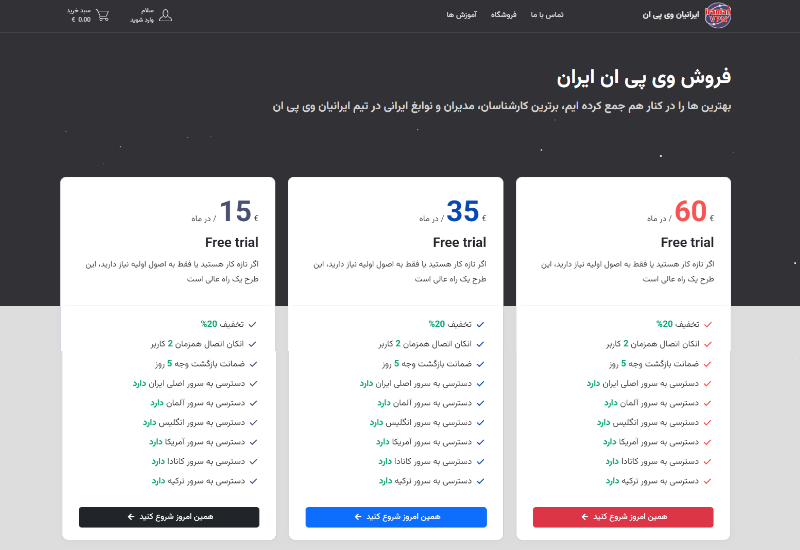 Iranian
VPN
ایرانیان وی پی ان
تماس با ما
فروشگاه
آموزش ها
سلام
وارد شوید
سبد خرید
€ 0.00
فروش وی پی ان ایران
بهترین ها را در کنار هم جمع کرده ایم، برترین کارشناسان، مدیران و نوابغ ایرانی در تیم ایرانیان وی پی ان
€ 60 / در ماه
Free trial
اگر تازه کار هستید یا فقط به اصول اولیه نیاز دارید، این
طرح یک راه عالی است
تخفیف 20%
انکان اتصال همزمان 2 کاربر
ضمانت بازگشت وجه 5 روز
دسترسی به سرور اصلی ایران دارد
دسترسی به سرور آلمان دارد
دسترسی به سرور انگلیس دارد
دسترسی به سرور آمریکا دارد
دسترسی به سرور کانادا دارد
دسترسی به سرور ترکیه دارد
همین امروز شروع کنید
€ 35 / در ماه
Free trial
اگر تازه کار هستید یا فقط به اصول اولیه نیاز دارید، این
طرح یک راه عالی است
تخفیف 20%
انکان اتصال همزمان 2 کاربر
ضمانت بازگشت وجه 5 روز
دسترسی به سرور اصلی ایران دارد
دسترسی به سرور آلمان دارد
دسترسی به سرور انگلیس دارد
دسترسی به سرور آمریکا دارد
دسترسی به سرور کانادا دارد
دسترسی به سرور ترکیه دارد
همین امروز شروع کنید
€ 15 / در ماه
Free trial
اگر تازه کار هستید یا فقط به اصول اولیه نیاز دارید، این
طرح یک راه عالی است
تخفیف 20%
انکان اتصال همزمان 2 کاربر
ضمانت بازگشت وجه 5 روز
دسترسی به سرور اصلی ایران دارد
دسترسی به سرور آلمان دارد
دسترسی به سرور انگلیس دارد
دسترسی به سرور آمریکا دارد
دسترسی به سرور کانادا دارد
دسترسی به سرور ترکیه دارد
همین امروز شروع کنید